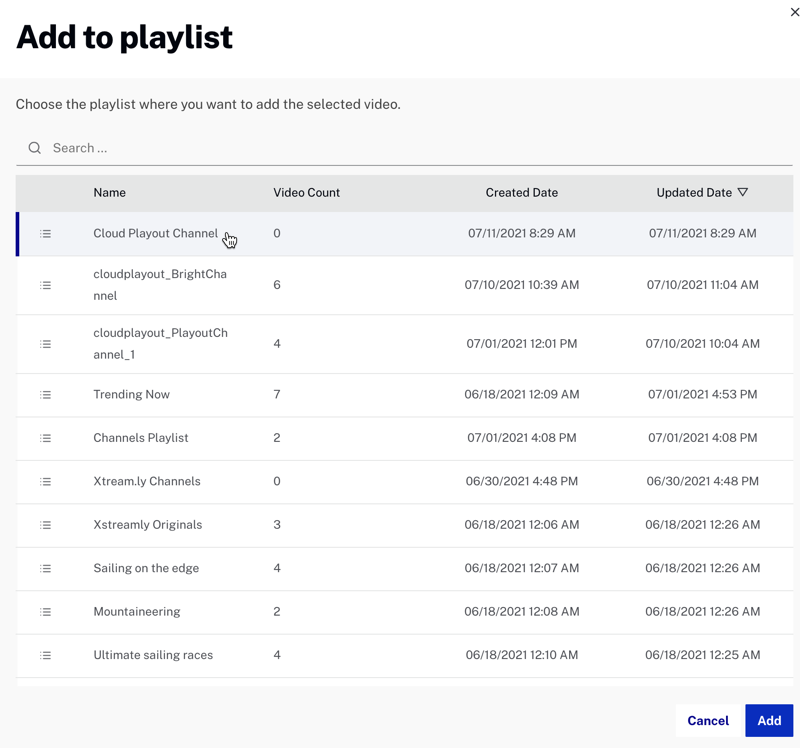 Add to playlist
Choose the playlist where you want to add the selected video.
Search ...
Name Video Count Created Date Updated Date
Cloud Playout Channel 0 07/11/2021 8:29 AM 07/11/2021 8:29 AM
cloudplayout_BrightCha
nnel
6 07/10/2021 10:39 AM 07/10/2021 11:04 AM
cloudplayout_PlayoutCh
annel_1
4 07/01/2021 12:01 PM 07/10/2021 10:04 AM
Trending Now 7 06/18/2021 12:09 AM 07/01/2021 4:53 PM
Channels Playlist 2 07/01/2021 4:08 PM 07/01/2021 4:08 PM
Xtream.ly Channels 0 06/30/2021 4:48 PM 06/30/2021 4:48 PM
Xstreamly Originals 3 06/18/2021 12:06 AM 06/18/2021 12:26 AM
Sailing on the edge 4 06/18/2021 12:07 AM 06/18/2021 12:26 AM
Mountaineering 2 06/18/2021 12:08 AM 06/18/2021 12:26 AM
Ultimate sailing races 4 06/18/2021 12:10 AM 06/18/2021 12:25 AM
Cancel Add